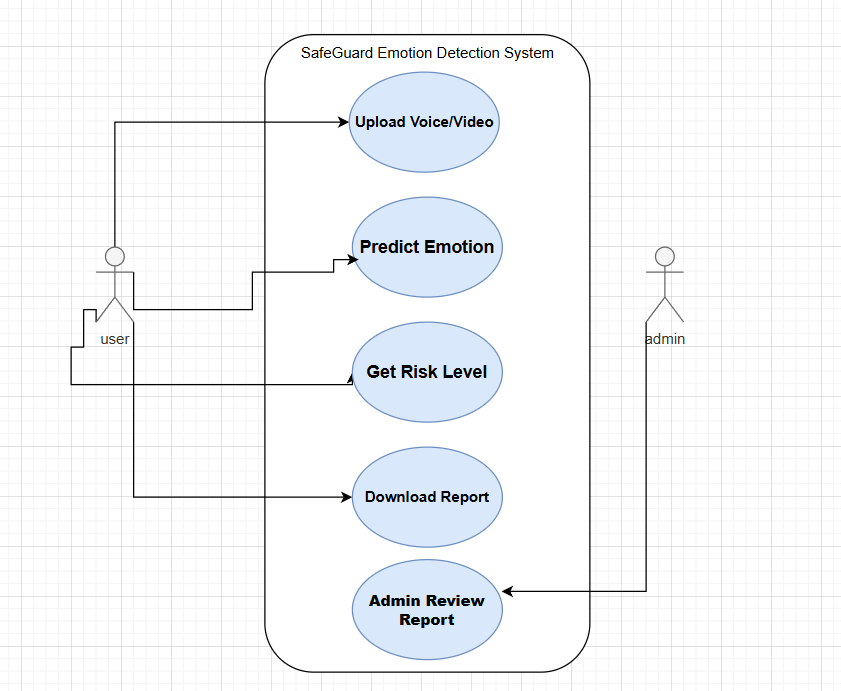 SafeGuard Emotion Detection System
Upload Voice/Video
Predict Emotion
user
admin
Get Risk Level
Download Report
Admin Review
Report